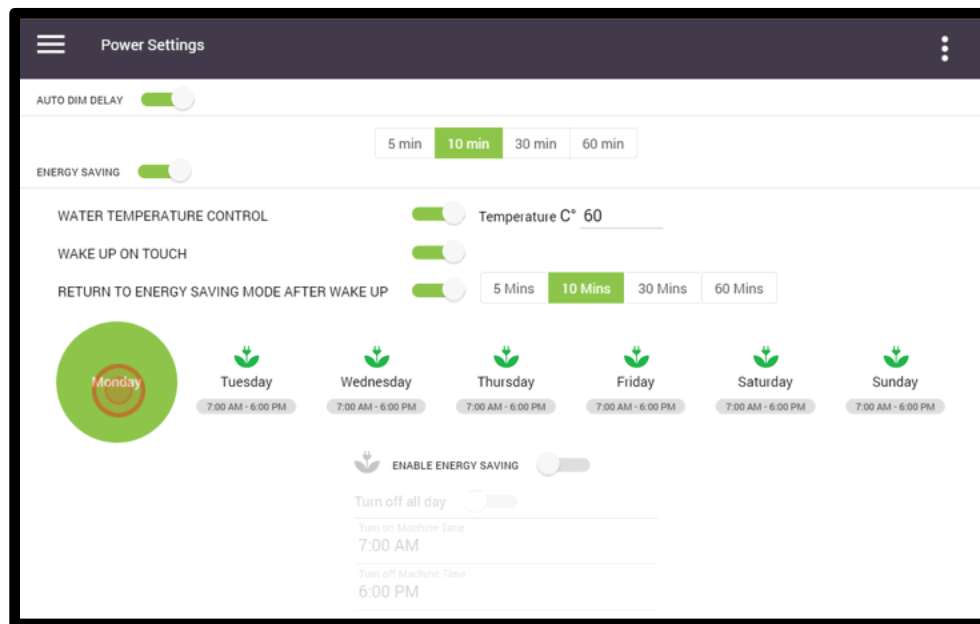 Power Settings
AUTO DIM DELAY
5 min 10 min 30 min 60 min
ENERGY SAVING
WATER TEMPERATURE CONTROL Temperature C° 60
WAKE UP ON TOUCH
RETURN TO ENERGY SAVING MODE AFTER WAKE UP 5 Mins 10 Mins 30 Mins 60 Mins
Monday Tuesday Wednesday Thursday Friday Saturday Sunday
7:00 AM - 6:00 PM 7:00 AM - 6:00 PM 7:00 AM - 6:00 PM 7:00 AM - 6:00 PM 7:00 AM - 6:00 PM 7:00 AM - 6:00 PM
ENABLE ENERGY SAVING
Turn off all day
Turn on Machine Time
7:00 AM
Turn off Machine Time
6:00 PM